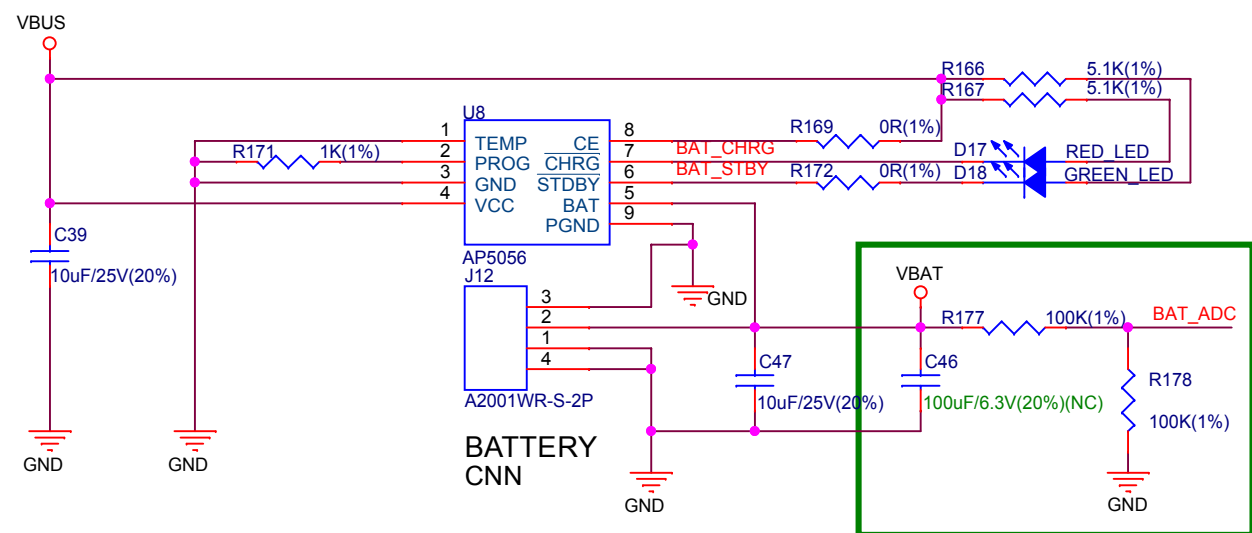 VBUS
R166
5.1K(1%)
R167
5.1K(1%)
U8
1
TEMP
CE
8
R169
0R(1%)
2
PROG
CHRG
7
BAT_CHRG
D17
RED_LED
R171
1K(1%)
3
GND
STDBY
6
BAT_STBY
R172
0R(1%)
D18
GREEN_LED
4
VCC
BAT
5
PGND
9
C39
10uF/25V(20%)
AP5056
J12
GND
VBAT
3
2
1
4
R177
100K(1%)
BAT_ADC
C47
10uF/25V(20%)
C46
100uF/6.3V(20%)(NC)
R178
100K(1%)
A2001WR-S-2P
BATTERY
CNN
GND
GND
GND
GND